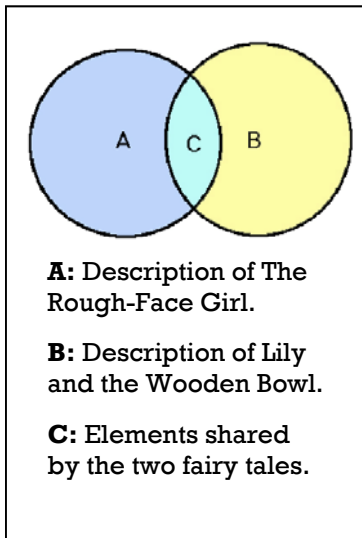 A C B
A: Description of The
Rough-Face Girl.
B: Description of Lily
and the Wooden Bowl.
C: Elements shared
by the two fairy tales.